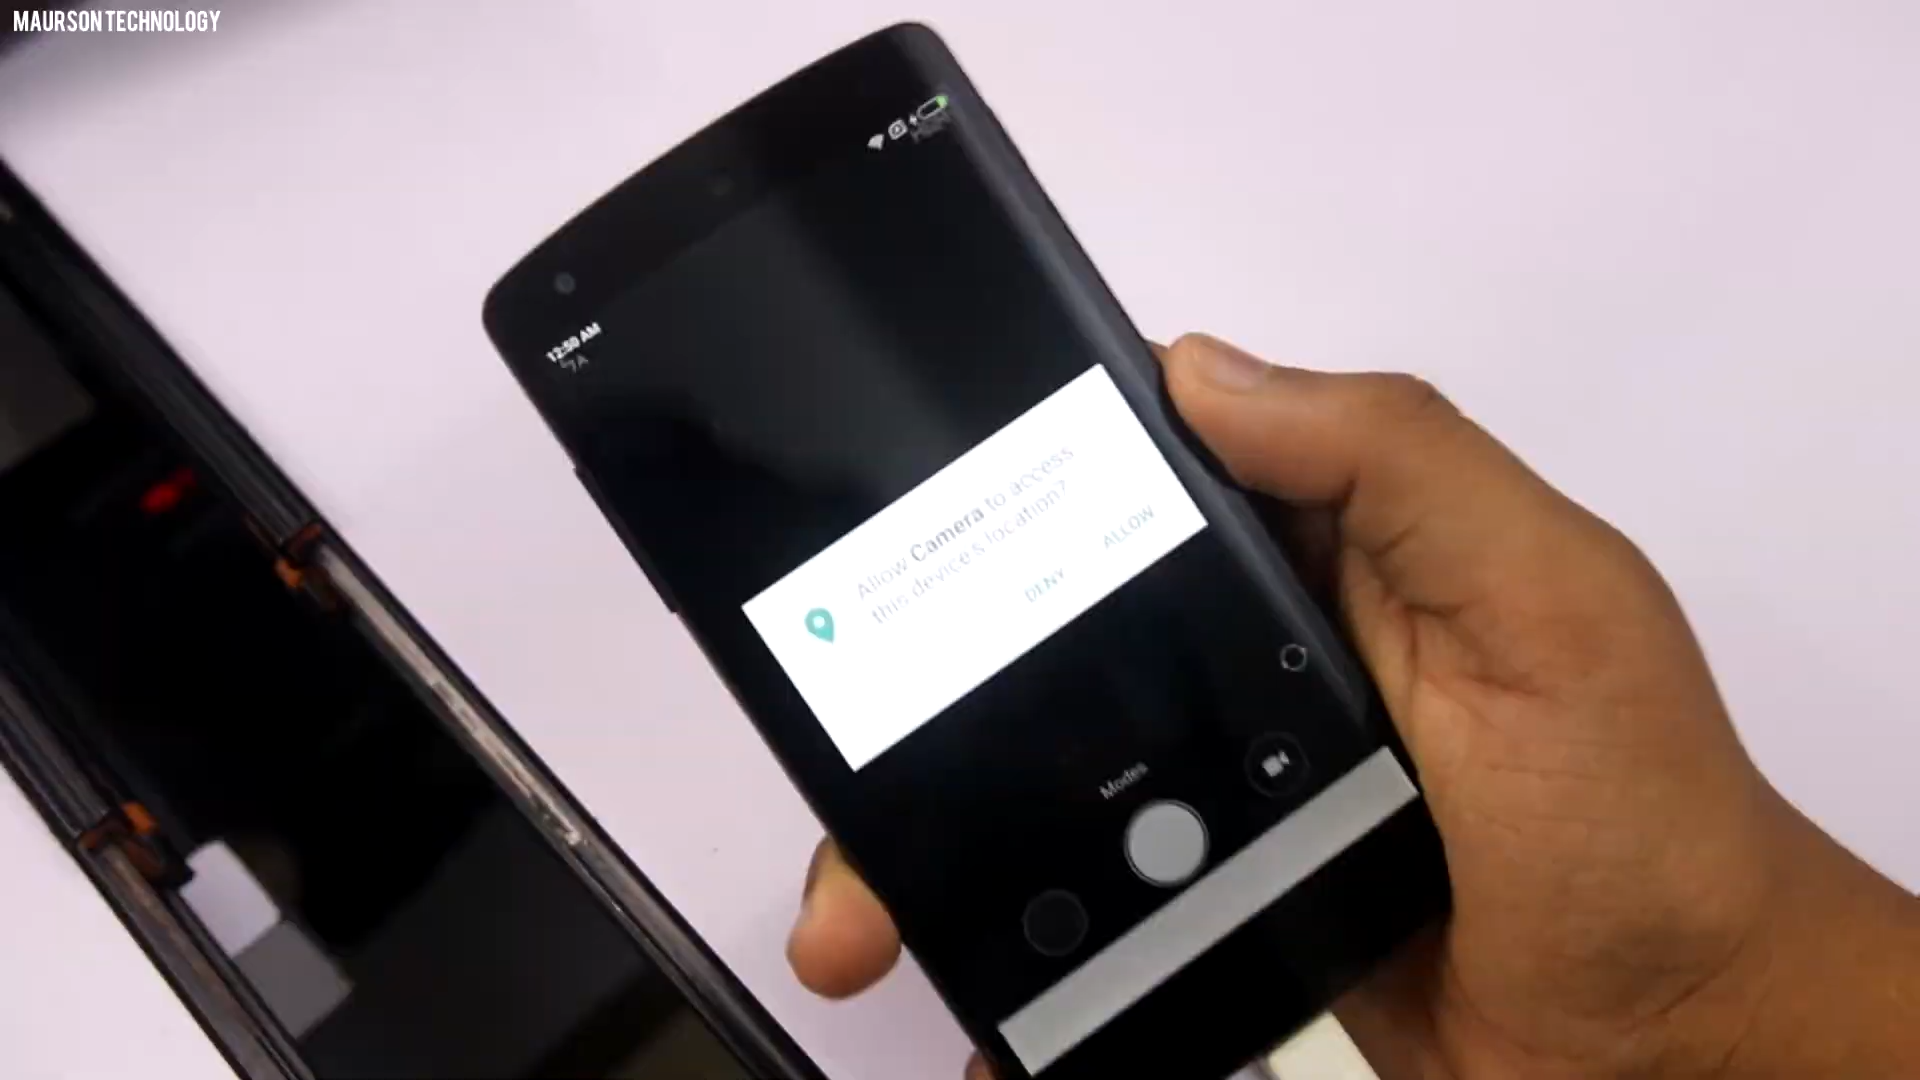 MAURSON TECHNOLOGY
12:50 AM
Allow Camera to access
this device's location?
DENY
ALLOW
Modes